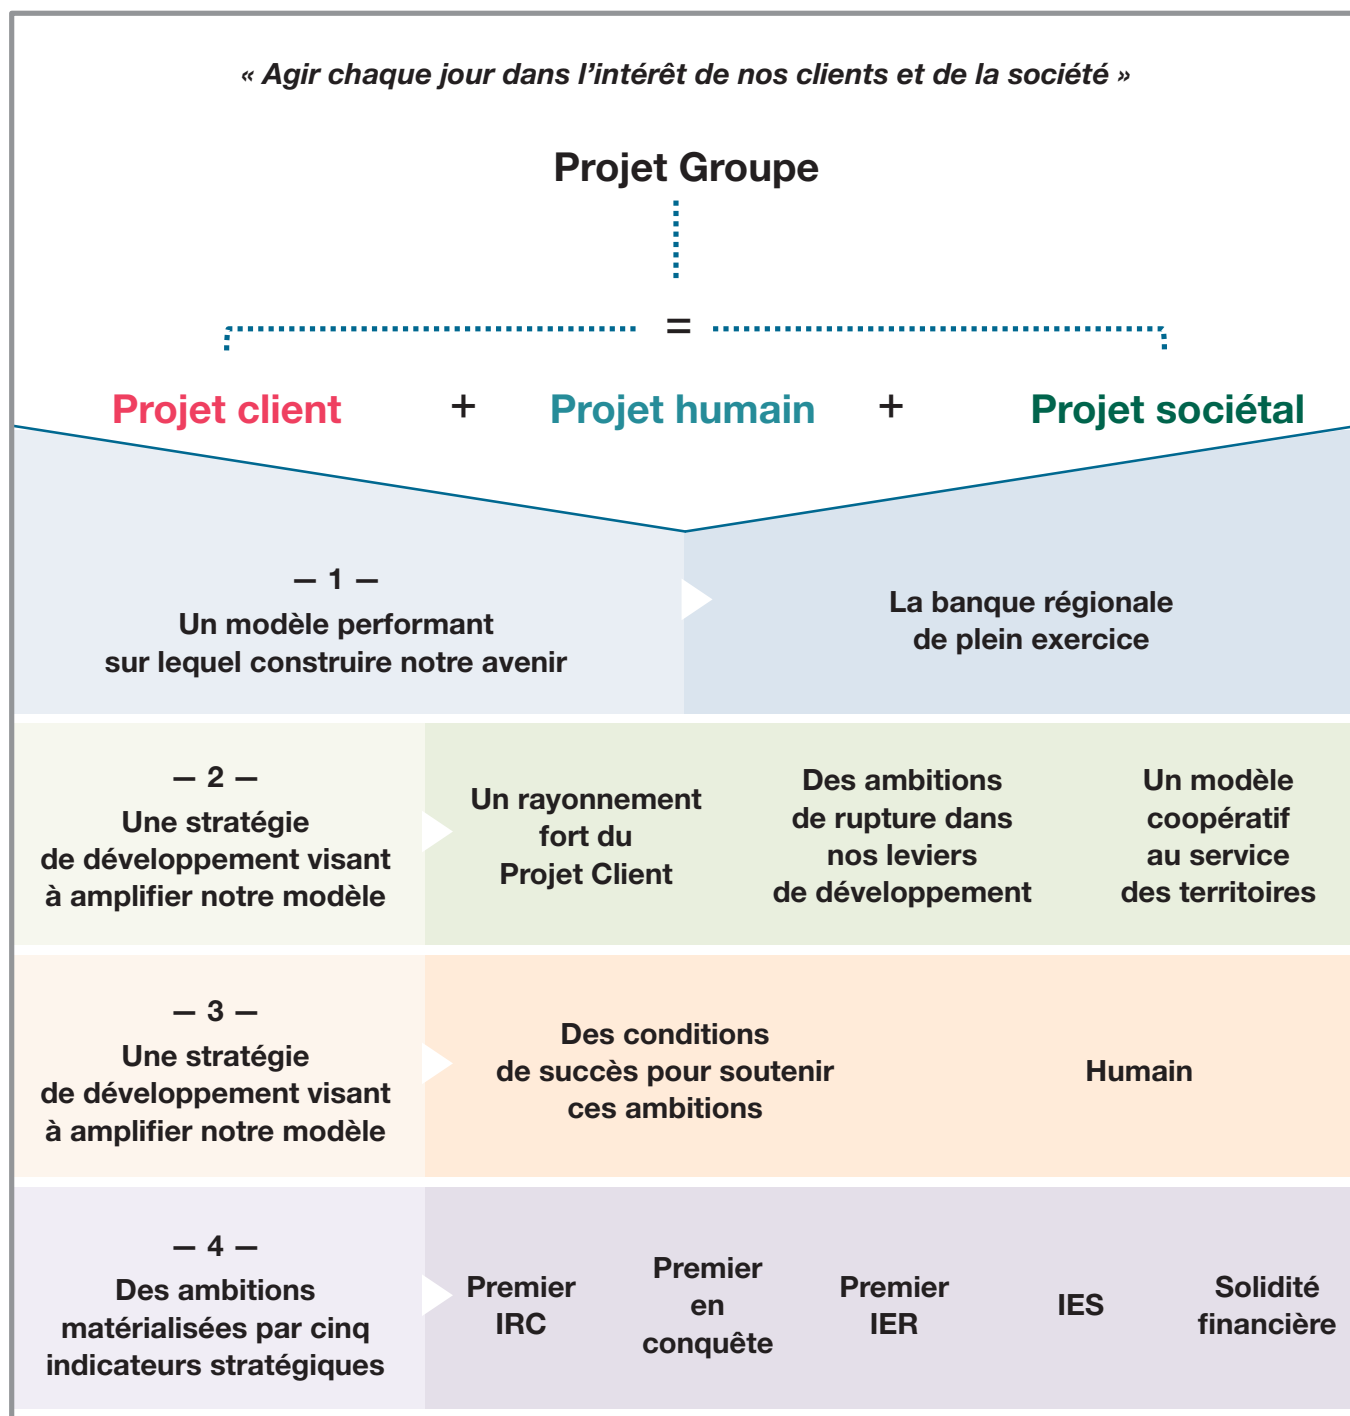 « Agir chaque jour dans l'intérêt de nos clients et de la société »
Projet Groupe
=
Projet client + Projet humain + Projet sociétal
— 1 —
Un modèle performant
sur lequel construire notre avenir
La banque régionale
de plein exercice
— 2 —
Une stratégie
de développement visant
à amplifier notre modèle
Un rayonnement
fort du
Projet Client
Des ambitions
de rupture dans
nos leviers
de développement
Un modèle
coopératif
au service
des territoires
— 3 —
Une stratégie
de développement visant
à amplifier notre modèle
Des conditions
de succès pour soutenir
ces ambitions
Humain
— 4 —
Des ambitions
matérialisées par cinq
indicateurs stratégiques
Premier
IRC
Premier
en
conquête
Premier
IER
IES
Solidité
financière